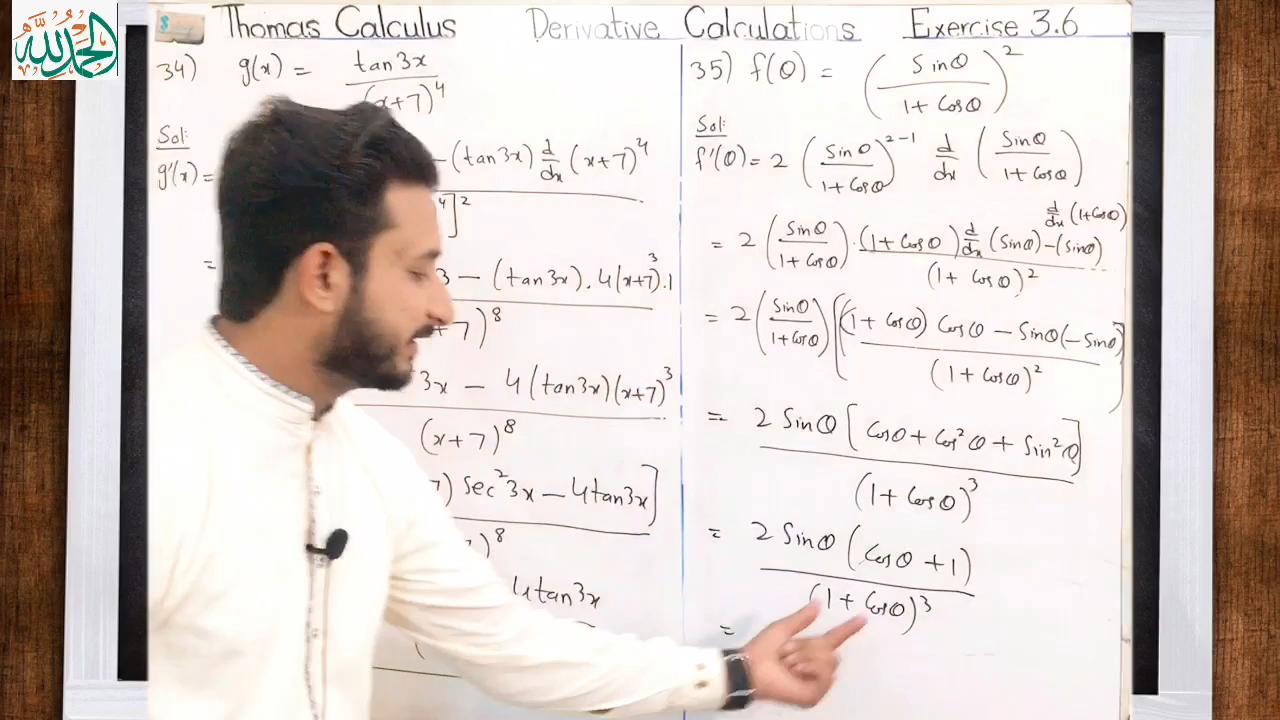 الحمد لله
Thomas Calculus Derivative Calculations Exercise 3.6
34) g(x) = tan3x / (x+7)^4
Sol:
g'(x) = - (tan3x) d/dx (x+7)^4
4]^2
= 3 - (tan3x) . 4(x+7)^3 . 1
+7)^8
3x - 4(tan3x)(x+7)^3
(x+7)^8
7) Sec^2 3x - 4tan3x]
)^8
4tan3x
35) f(θ) = (Sinθ / 1 + Cosθ)^2
Sol:
f'(θ) = 2 (Sinθ / 1 + Cosθ)^2-1 d/dx (Sinθ / 1 + Cosθ)
= 2 (Sinθ / 1 + Cosθ) . (1 + Cosθ) d/dx (Sinθ) - (Sinθ) d/dx (1+Cosθ)
(1 + Cosθ)^2
= 2 (Sinθ / 1 + Cosθ) [(1 + Cosθ) Cosθ - Sinθ(-Sinθ)]
(1 + Cosθ)^2
= 2 Sinθ [Cosθ + Cos^2 θ + Sin^2 θ]
(1 + Cosθ)^3
= 2 Sinθ (Cosθ + 1)
(1 + Cosθ)^3
=